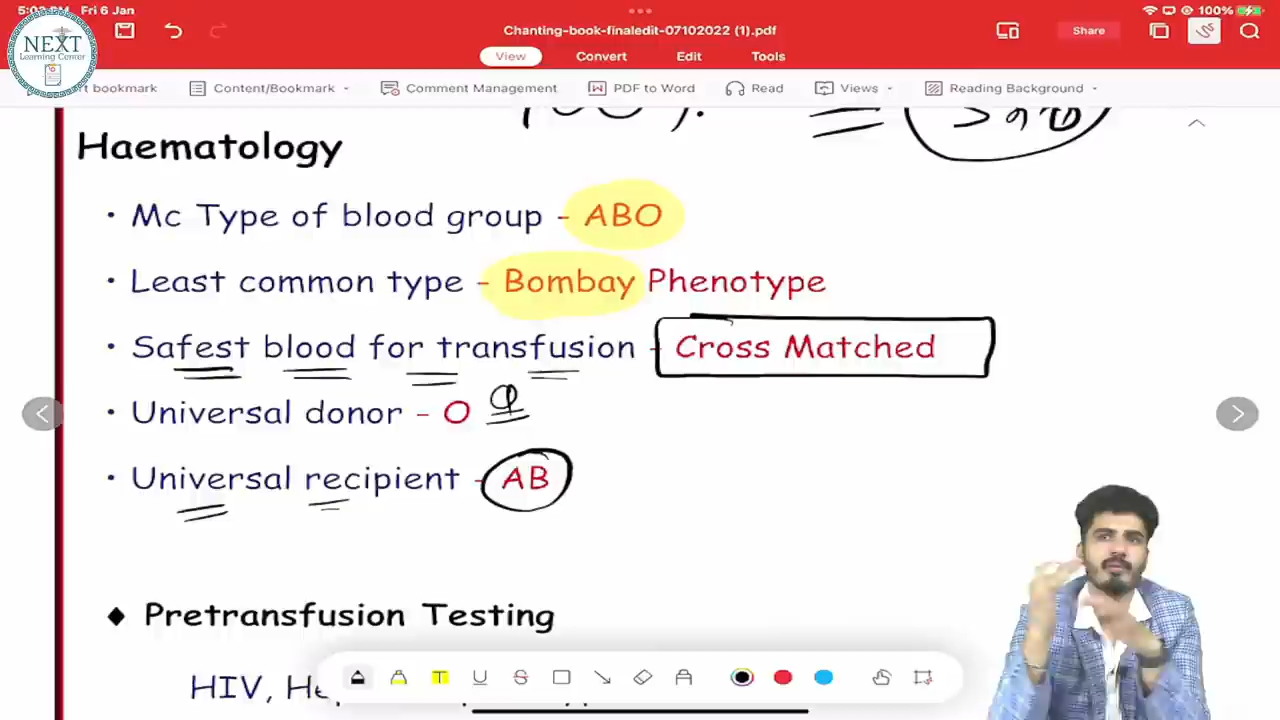 5:03 PM Fri 6 Jan
100%
NEXT
Learning Center
Chanting-book-finaledit-07102022 (1).pdf
Share
View Convert Edit Tools
bookmark Content/Bookmark Comment Management PDF to Word Read Views Reading Background
Haematology
• Mc Type of blood group - ABO
• Least common type - Bombay Phenotype
• Safest blood for transfusion - Cross Matched
• Universal donor - O
• Universal recipient - AB
◆ Pretransfusion Testing
HIV,